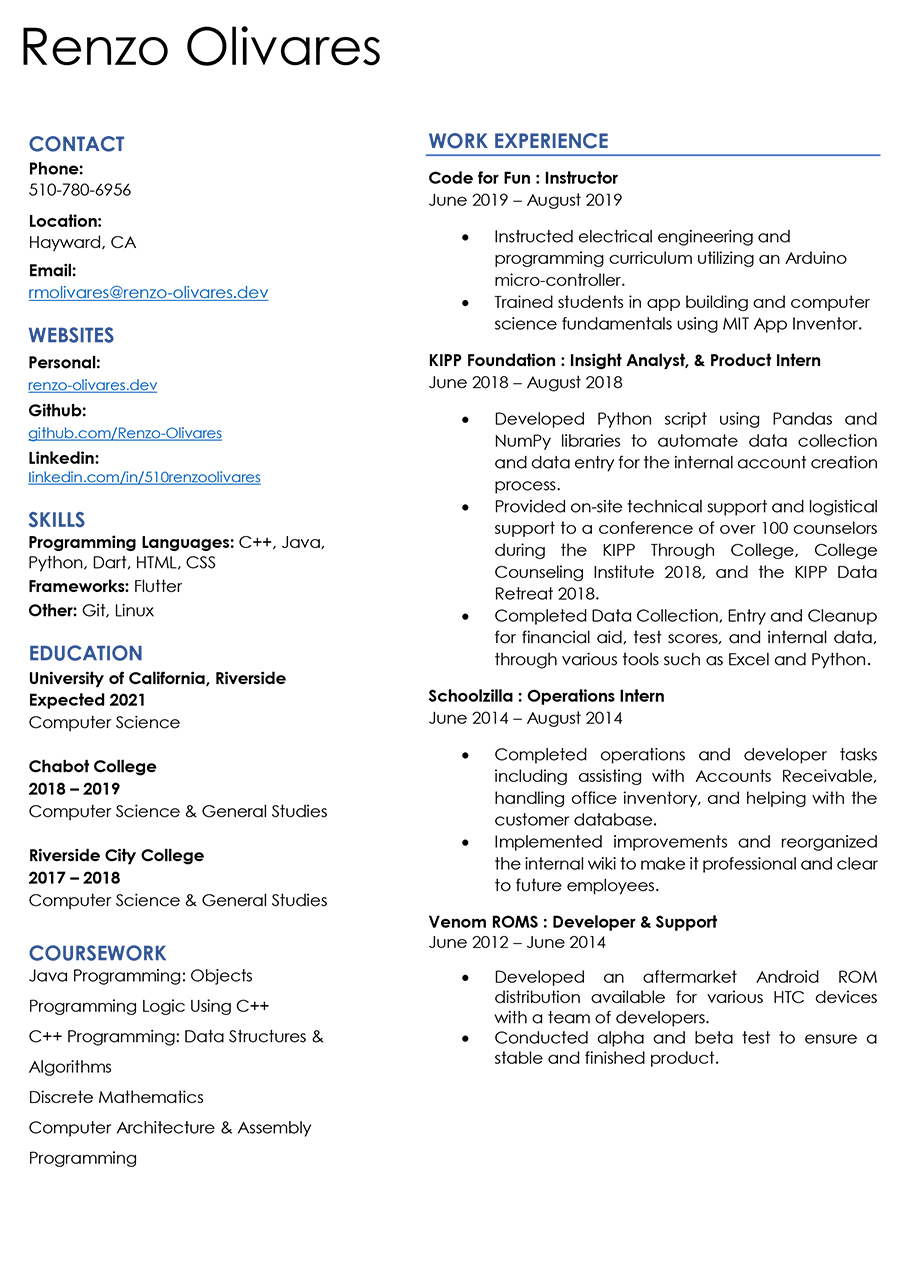 Renzo Olivares
CONTACT
Phone:
510-780-6956
Location:
Hayward, CA
Email:
rmolivares@renzo-olivares.dev
WEBSITES
Personal:
renzo-olivares.dev
Github:
github.com/Renzo-Olivares
Linkedin:
linkedin.com/in/510renzoolivares
SKILLS
Programming Languages: C++, Java,
Python, Dart, HTML, CSS
Frameworks: Flutter
Other: Git, Linux
EDUCATION
University of California, Riverside
Expected 2021
Computer Science
Chabot College
2018 – 2019
Computer Science & General Studies
Riverside City College
2017 – 2018
Computer Science & General Studies
COURSEWORK
Java Programming: Objects
Programming Logic Using C++
C++ Programming: Data Structures &
Algorithms
Discrete Mathematics
Computer Architecture & Assembly
Programming
WORK EXPERIENCE
Code for Fun : Instructor
June 2019 – August 2019
• Instructed electrical engineering and
programming curriculum utilizing an Arduino
micro-controller.
• Trained students in app building and computer
science fundamentals using MIT App Inventor.
KIPP Foundation : Insight Analyst, & Product Intern
June 2018 – August 2018
• Developed Python script using Pandas and
NumPy libraries to automate data collection
and data entry for the internal account creation
process.
• Provided on-site technical support and logistical
support to a conference of over 100 counselors
during the KIPP Through College, College
Counseling Institute 2018, and the KIPP Data
Retreat 2018.
• Completed Data Collection, Entry and Cleanup
for financial aid, test scores, and internal data,
through various tools such as Excel and Python.
Schoolzilla : Operations Intern
June 2014 – August 2014
• Completed operations and developer tasks
including assisting with Accounts Receivable,
handling office inventory, and helping with the
customer database.
• Implemented improvements and reorganized
the internal wiki to make it professional and clear
to future employees.
Venom ROMS : Developer & Support
June 2012 – June 2014
• Developed an aftermarket Android ROM
distribution available for various HTC devices
with a team of developers.
• Conducted alpha and beta test to ensure a
stable and finished product.